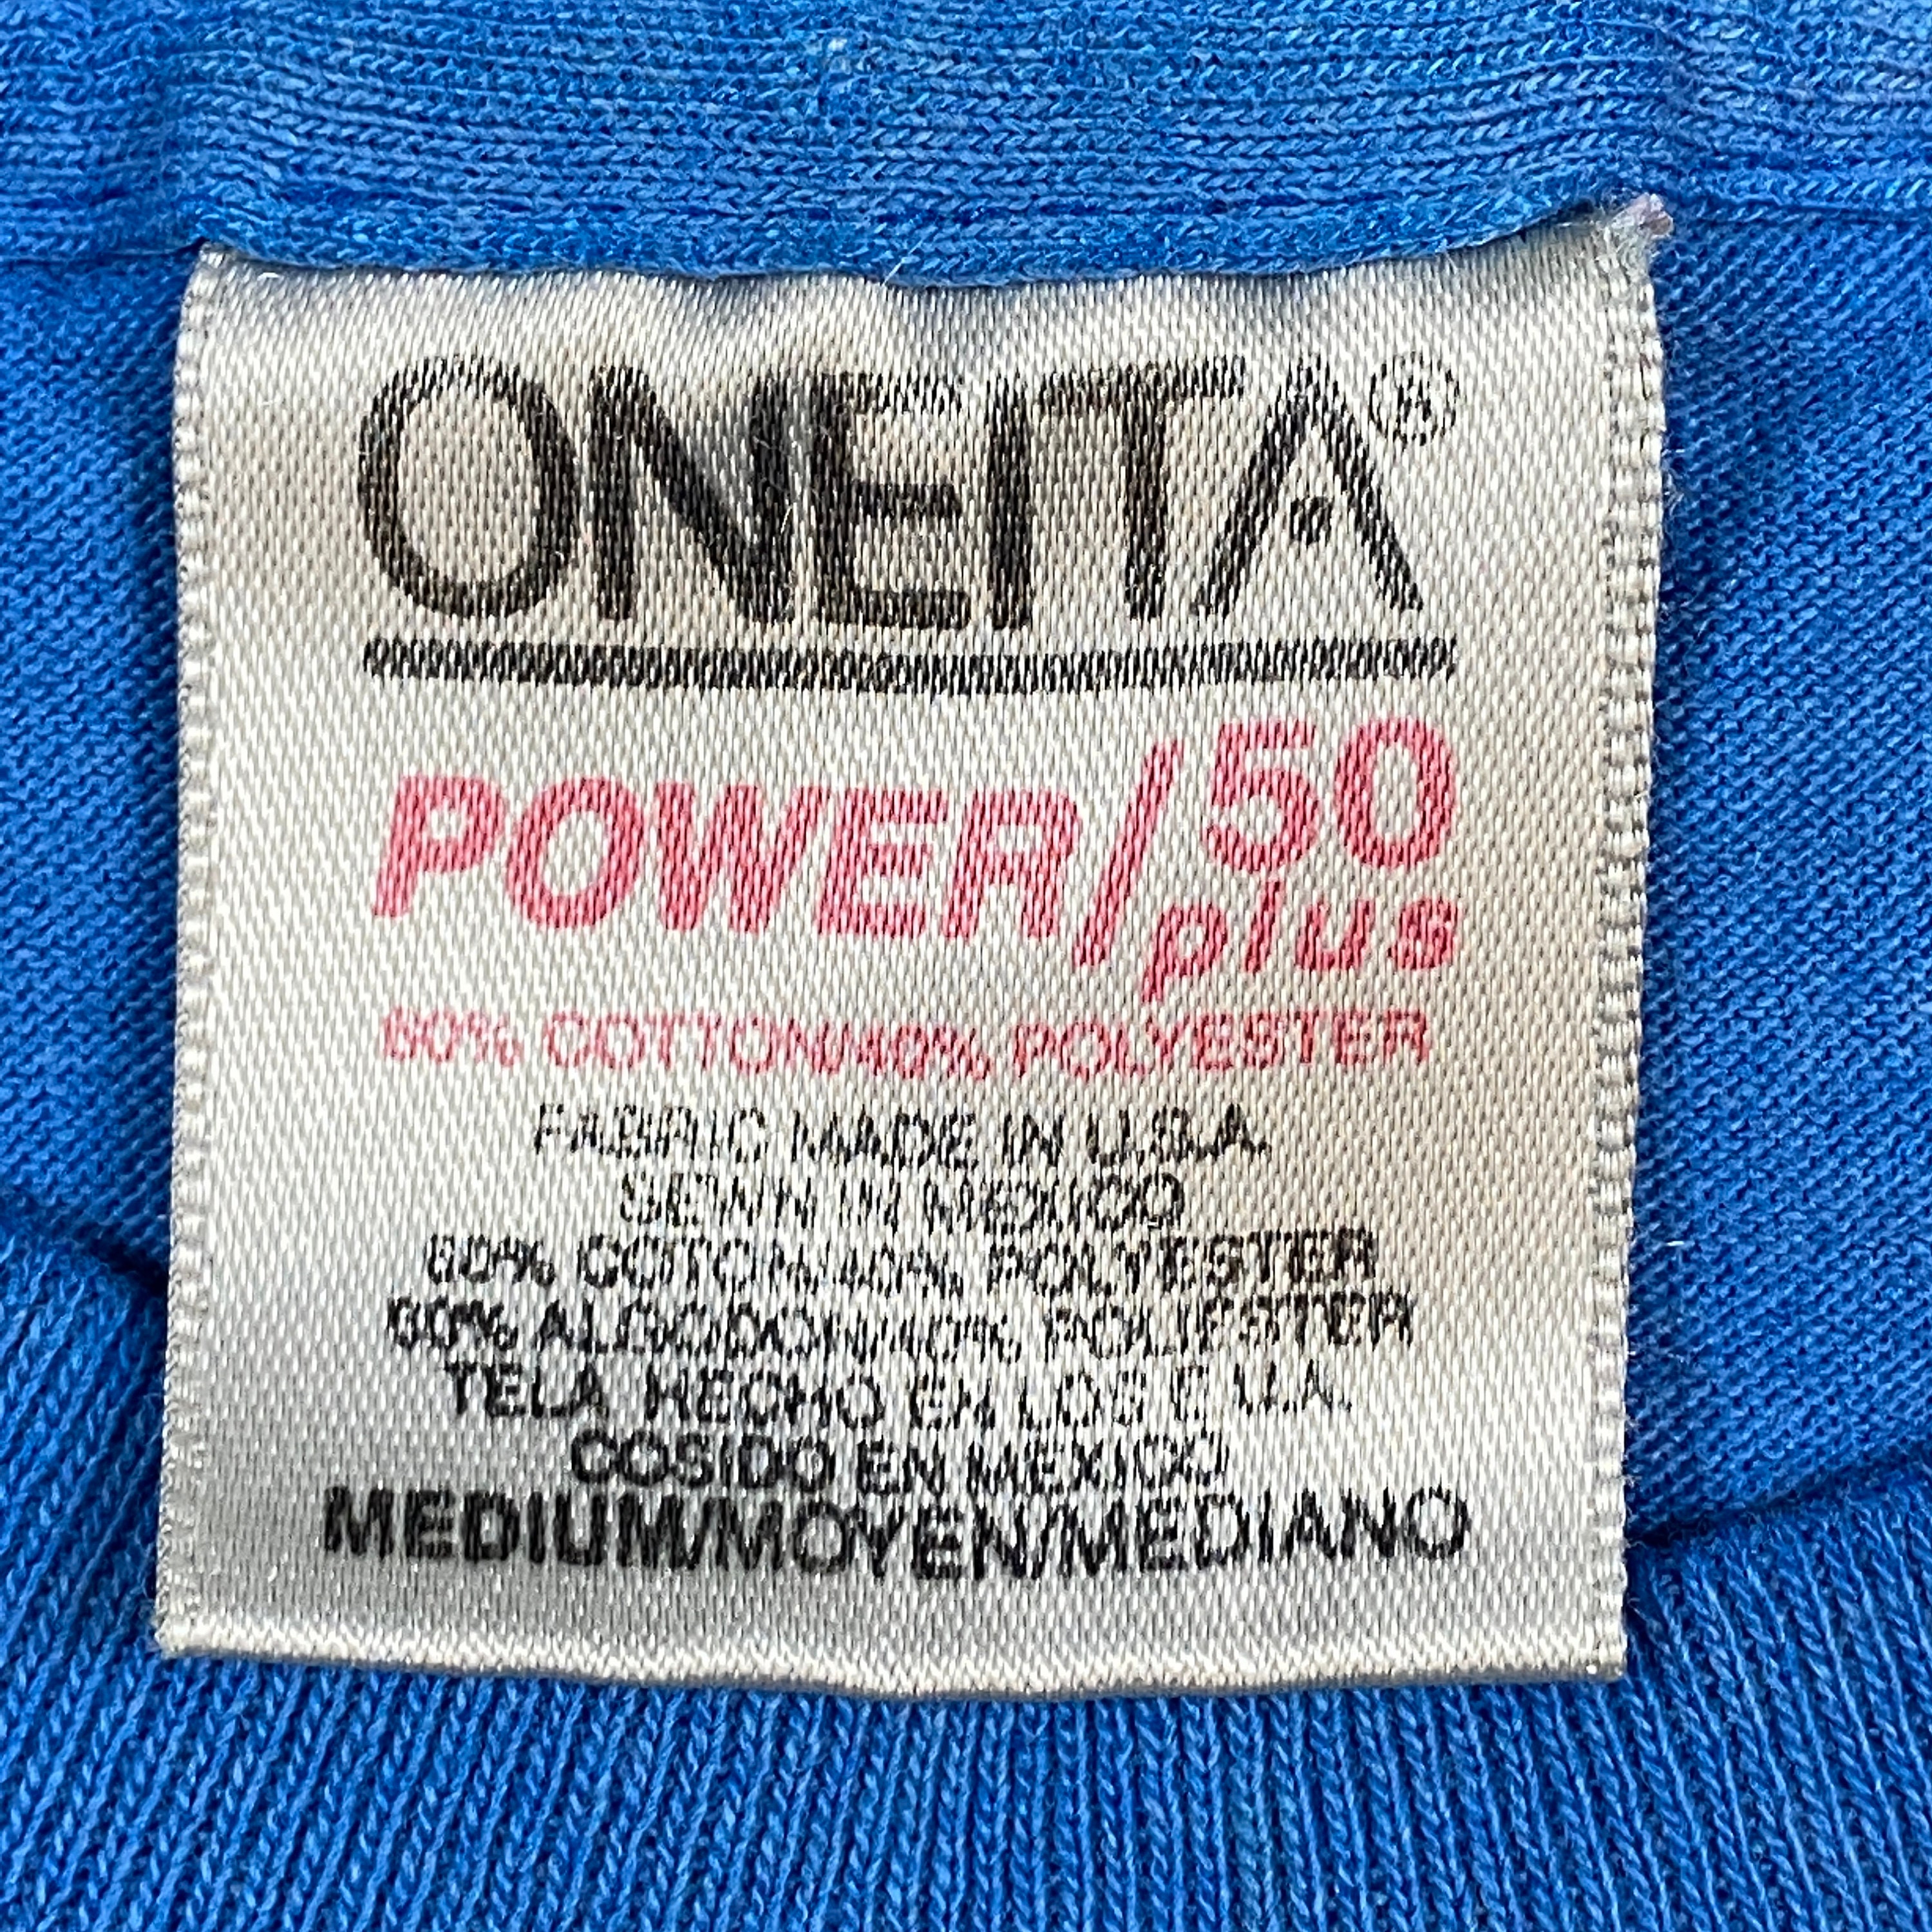 ONEITA®
POWER/50
plus
60% COTTON/40% POLYESTER
FABRIC MADE IN U.S.A.
SEWN IN MEXICO
60% COTTON/40% POLYESTER
60% ALGODON/40% POLIESTER
TELA HECHO EN LOS E.U.A.
COSIDO EN MEXICO
MEDIUM/MOYEN/MEDIANO